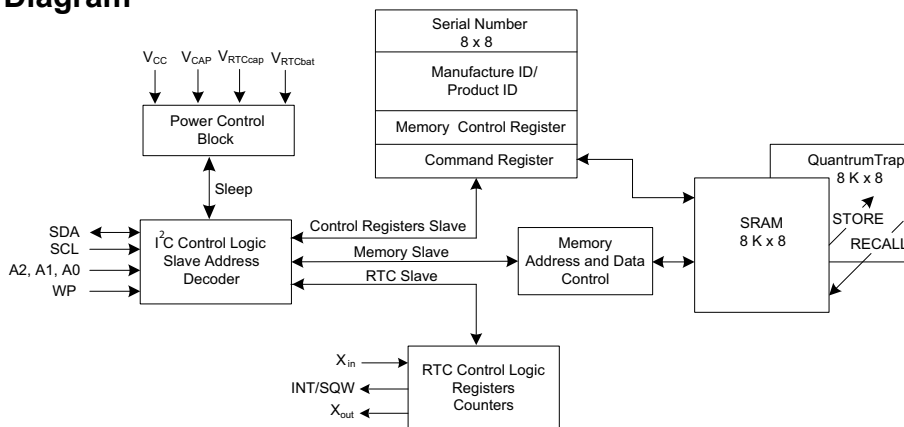 Diagram
Serial Number
8 x 8
Manufacture ID/
Product ID
Memory Control Register
Command Register
VCC VCAP VRTCcap VRTCbat
Power Control
Block
Sleep
QuantumTrap
8 K x 8
SRAM
8 K x 8
STORE
RECALL
SDA
SCL
A2, A1, A0
WP
I2C Control Logic
Slave Address
Decoder
Control Registers Slave
Memory Slave
RTC Slave
Memory
Address and Data
Control
Xin
INT/SQW
Xout
RTC Control Logic
Registers
Counters